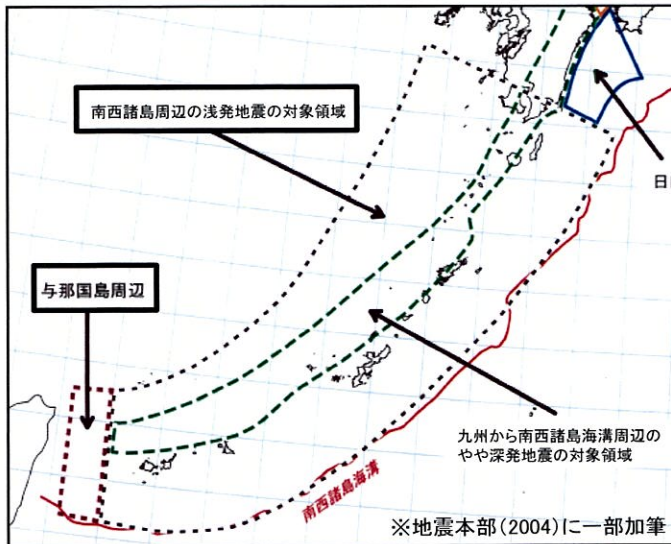 南西諸島周辺の浅発地震の対象領域
日
与那国島周辺
九州から南西諸島海溝周辺の
やや深発地震の対象領域
南西諸島海溝
※地震本部(2004)に一部加筆